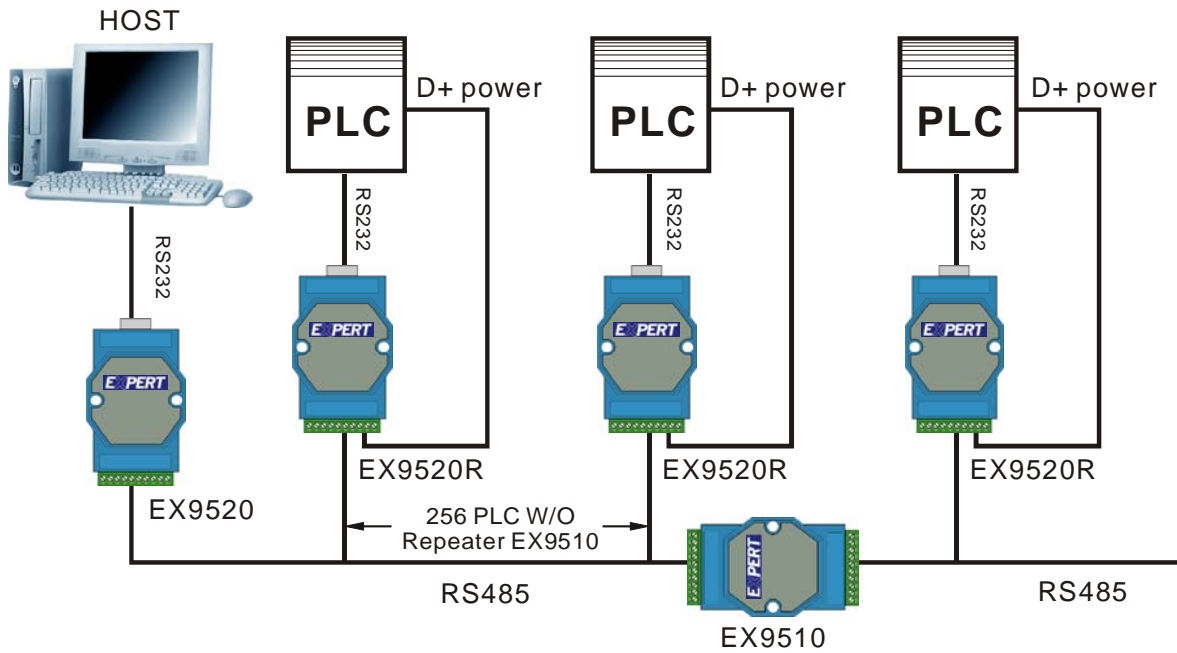 HOST
D+ power
D+ power
D+ power
PLC
PLC
PLC
RS232
RS232
RS232
RS232
EXPERT
EXPERT
EXPERT
EXPERT
EX9520R
EX9520R
EX9520R
EX9520
256 PLC W/O
Repeater EX9510
EXPERT
RS485
RS485
EX9510